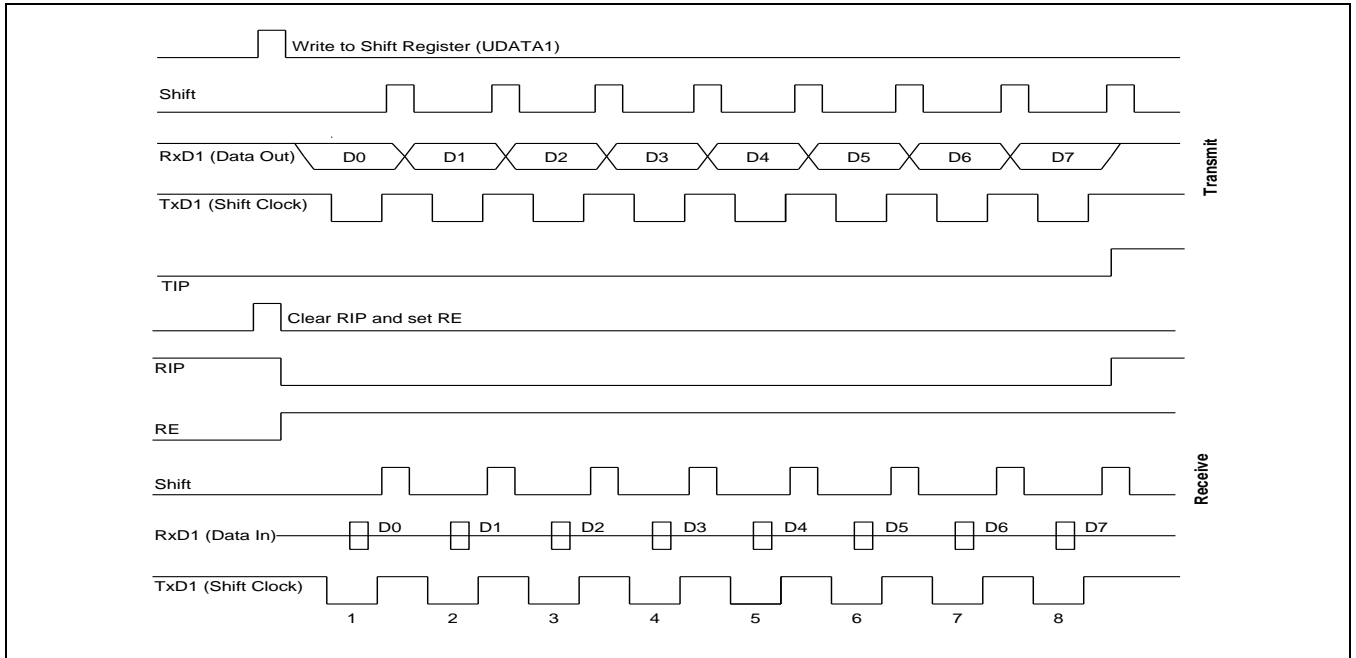 Write to Shift Register (UDATA1)
Shift
RxD1 (Data Out) D0 D1 D2 D3 D4 D5 D6 D7
TxD1 (Shift Clock)
TIP
Transmit
Clear RIP and set RE
RIP
RE
Shift
RxD1 (Data In) D0 D1 D2 D3 D4 D5 D6 D7
TxD1 (Shift Clock)
1 2 3 4 5 6 7 8
Receive